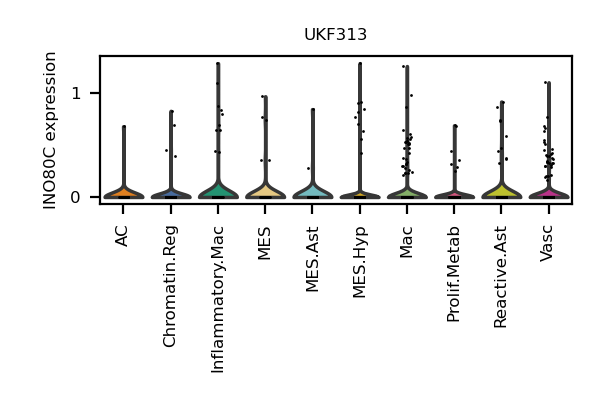 UKF313
INO80C expression
1
0
AC
Chromatin.Reg
Inflammatory.Mac
MES
MES.Ast
MES.Hyp
Mac
Prolif.Metab
Reactive.Ast
Vasc